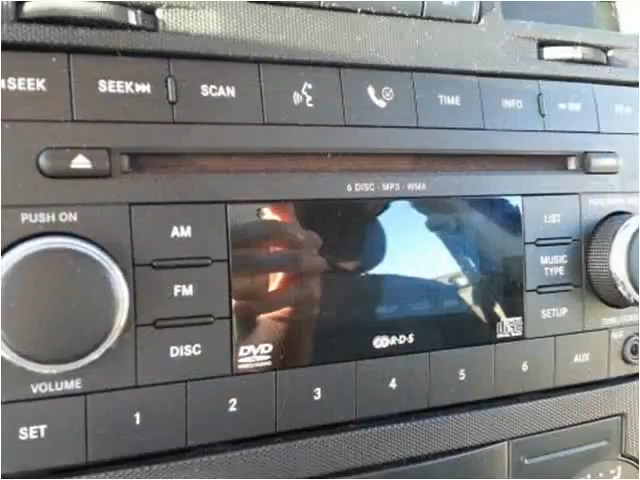 SEEK
SEEK
SCAN
TIME
INFO
RW
6 DISC · MP3 · WMA
PUSH ON
AM
FM
DISC
VOLUME
LIST
MUSIC
TYPE
SETUP
DVD
R·D·S
SET
1
2
3
4
5
6
AUX